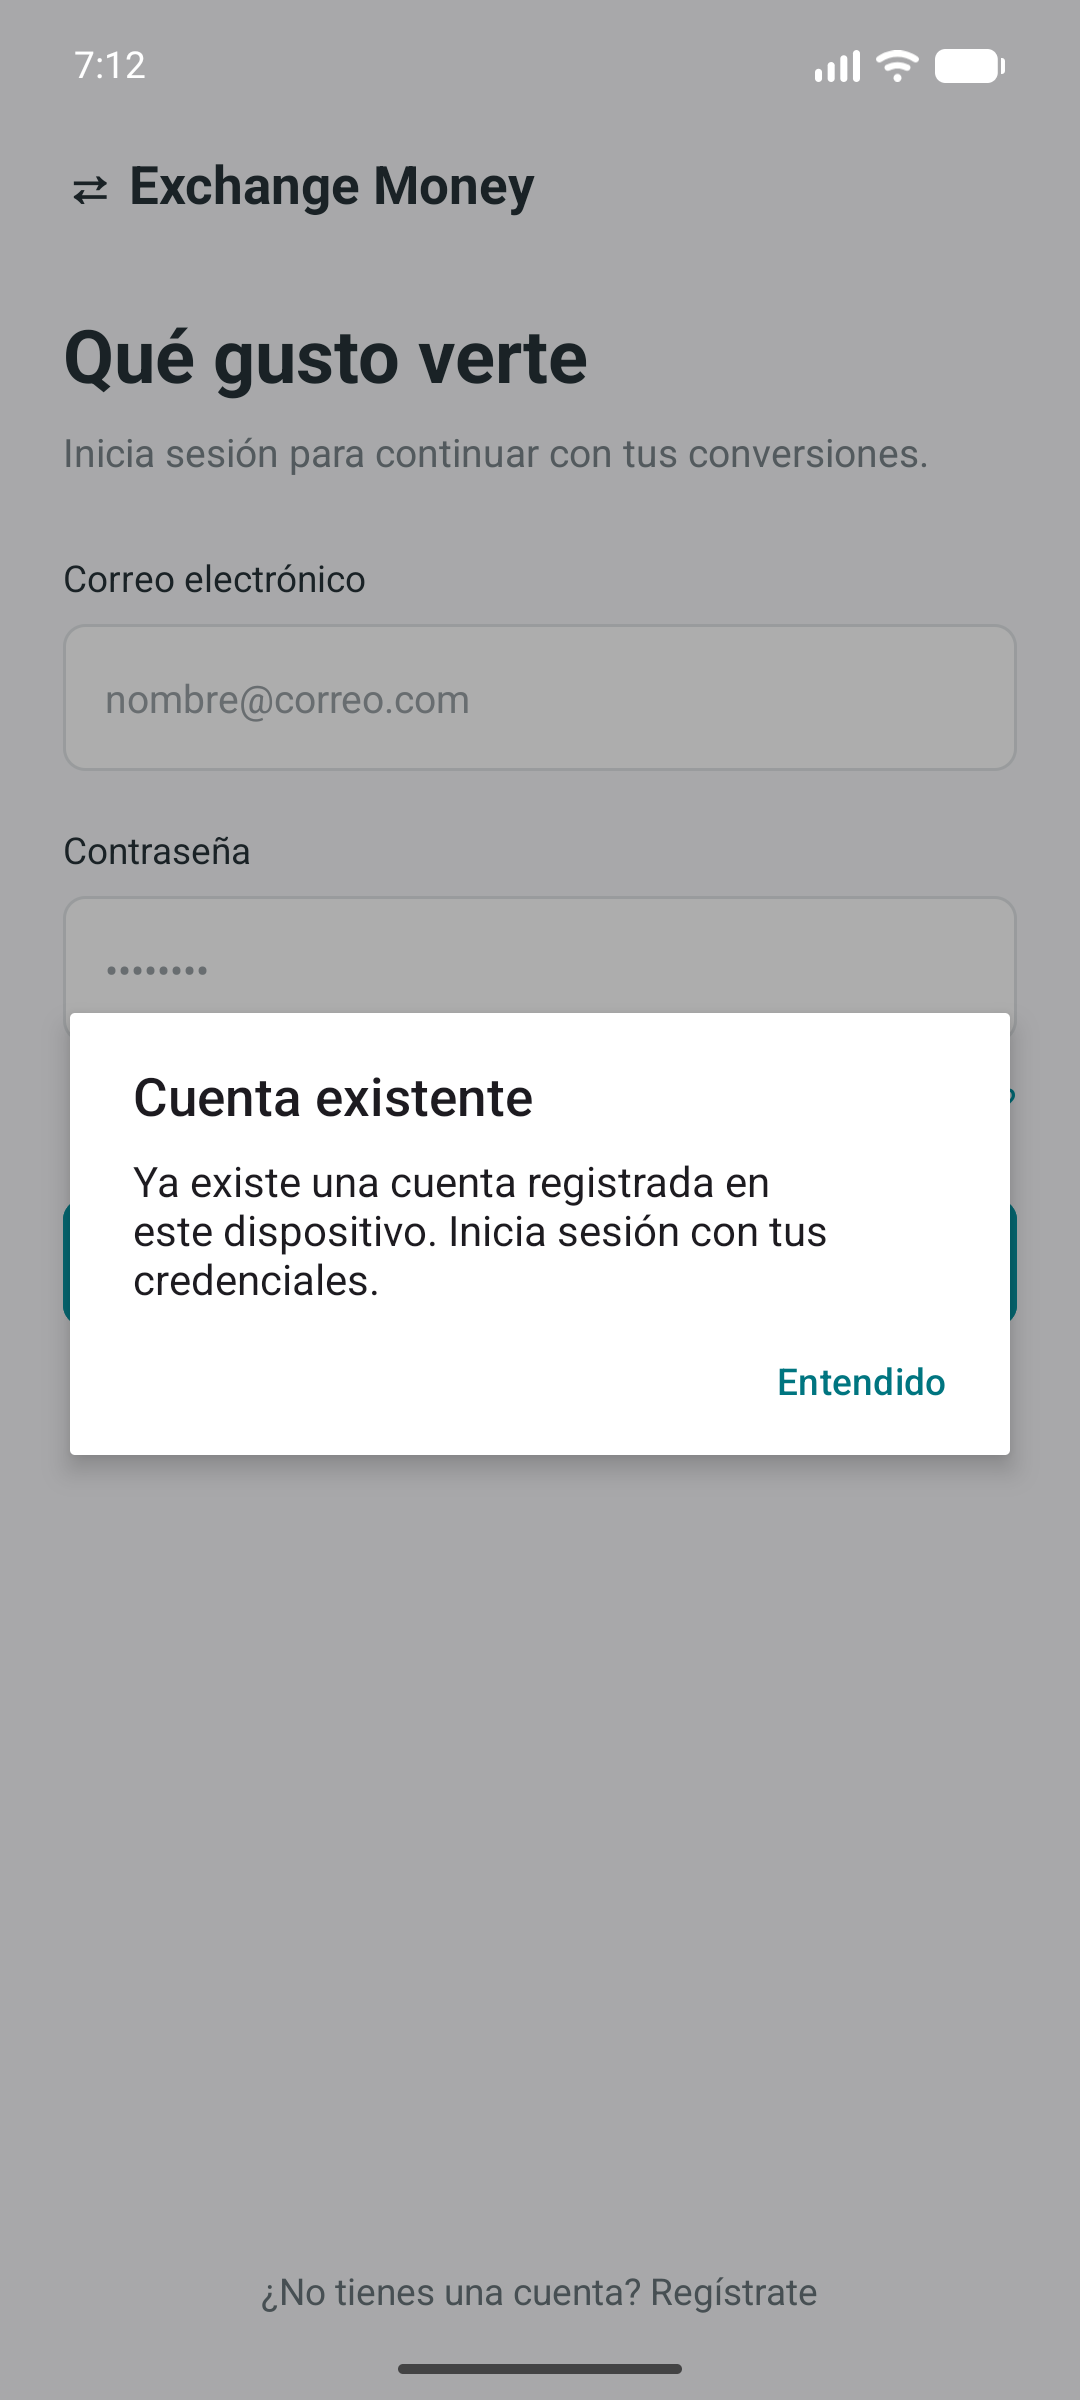 7:12
Exchange Money
Qué gusto verte
Inicia sesión para continuar con tus conversiones.
Correo electrónico
nombre@correo.com
Contraseña
••••••••
Cuenta existente
Ya existe una cuenta registrada en
este dispositivo. Inicia sesión con tus
credenciales.
Entendido
¿No tienes una cuenta? Regístrate